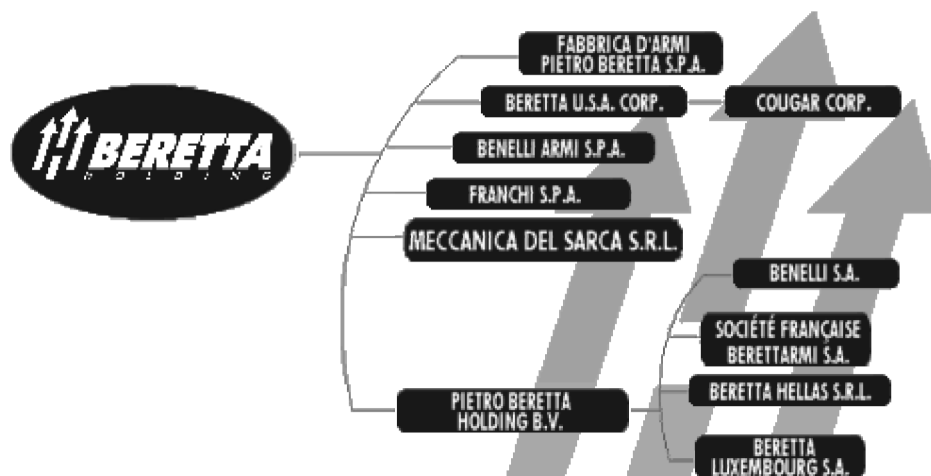 BERETTA
HOLDING
FABBRICA D'ARMI
PIETRO BERETTA S.P.A.
BERETTA U.S.A. CORP.
COUGAR CORP.
BENELLI ARMI S.P.A.
FRANCHI S.P.A.
MECCANICA DEL SARCA S.R.L.
PIETRO BERETTA
HOLDING B.V.
BENELLI S.A.
SOCIÉTÉ FRANÇAISE
BERETTARMI S.A.
BERETTA HELLAS S.R.L.
BERETTA
LUXEMBOURG S.A.